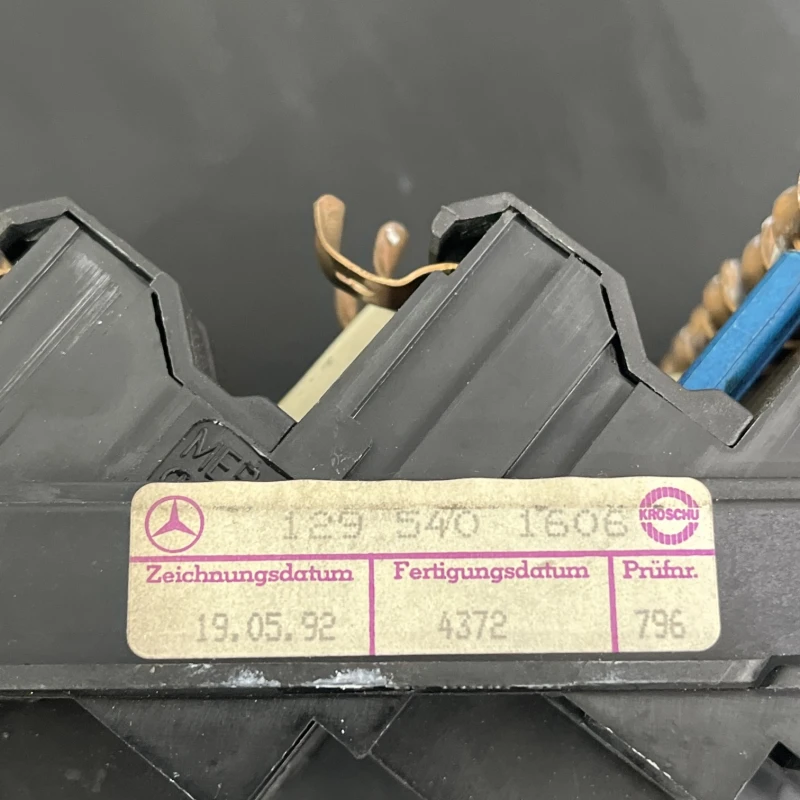 129 540 1606
KROSCHU
Zeichnungsdatum
Fertigungsdatum
Prüfnr.
19.05.92
4372
796